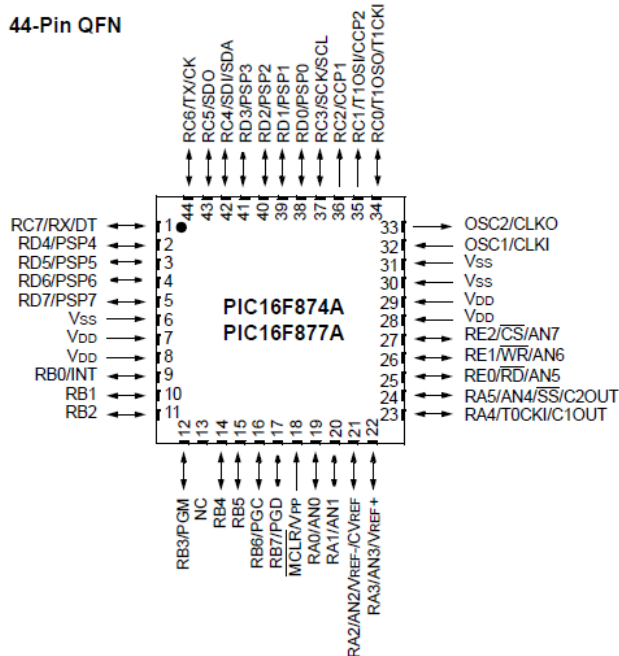 44-Pin QFN
RC6/TX/CK
RC5/SDO
RC4/SDI/SDA
RD3/PSP3
RD2/PSP2
RD1/PSP1
RD0/PSP0
RC3/SCK/SCL
RC2/CCP1
RC1/T1OSI/CCP2
RC0/T1OSO/T1CKI
44
43
42
41
40
39
38
37
36
35
34
RC7/RX/DT 1
RD4/PSP4 2
RD5/PSP5 3
RD6/PSP6 4
RD7/PSP7 5
VSS 6
VDD 7
VDD 8
RB0/INT 9
RB1 10
RB2 11
PIC16F874A
PIC16F877A
33 OSC2/CLKO
32 OSC1/CLKI
31 VSS
30 VSS
29 VDD
28 VDD
27 RE2/CS/AN7
26 RE1/WR/AN6
25 RE0/RD/AN5
24 RA5/AN4/SS/C2OUT
23 RA4/T0CKI/C1OUT
12
13
14
15
16
17
18
19
20
21
22
RB3/PGM
NC
RB4
RB5
RB6/PGC
RB7/PGD
MCLR/VPP
RA0/AN0
RA1/AN1
RA2/AN2/VREF-/CVREF
RA3/AN3/VREF+